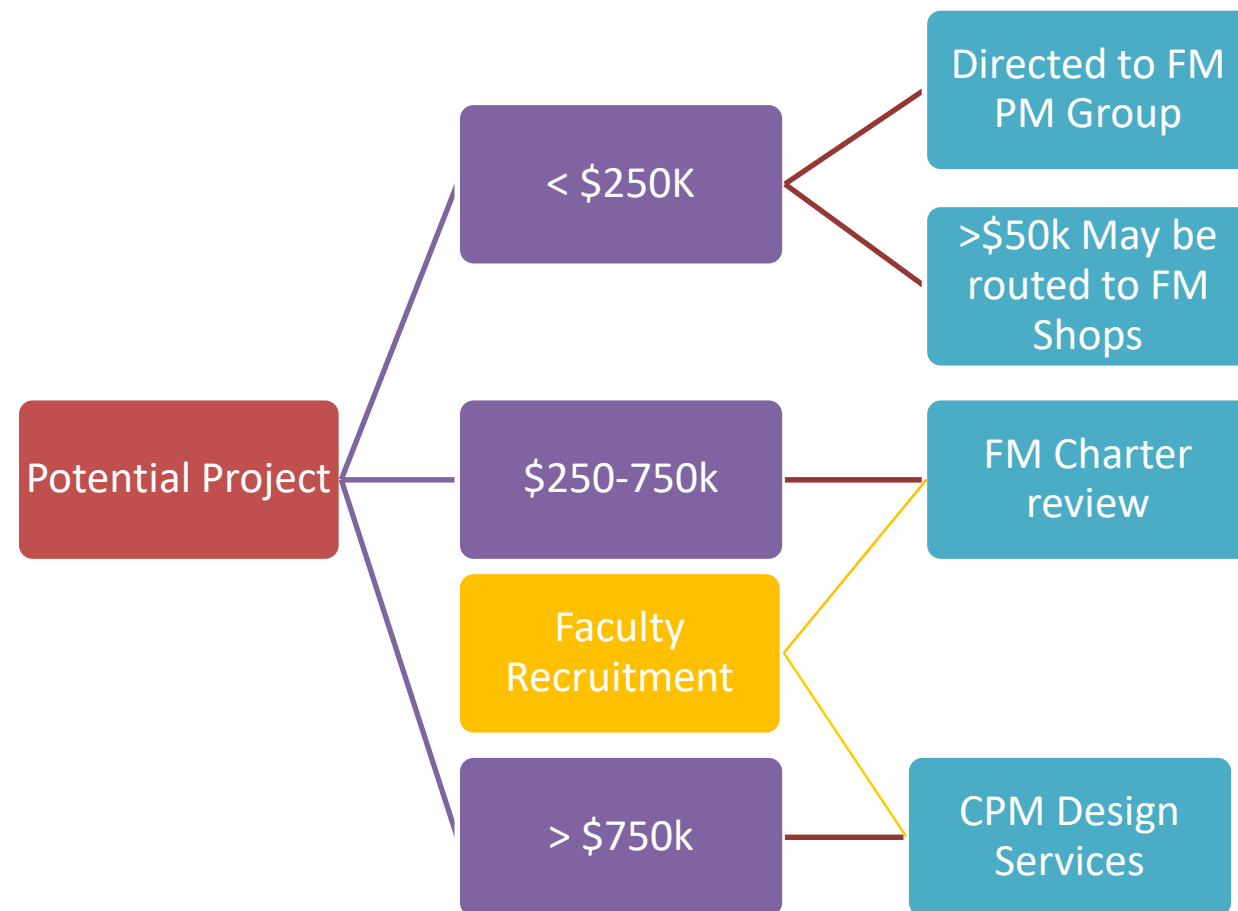 Directed to FM
PM Group
< $250K
>$50k May be
routed to FM
Shops
Potential Project
$250-750k
FM Charter
review
Faculty
Recruitment
> $750k
CPM Design
Services